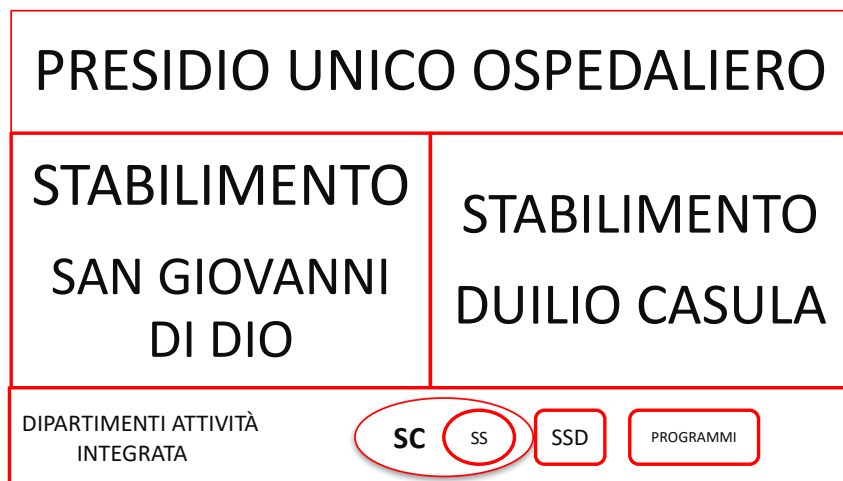 PRESIDIO UNICO OSPEDALIERO
STABILIMENTO
SAN GIOVANNI
DI DIO
STABILIMENTO
DUILIO CASULA
DIPARTIMENTI ATTIVITÀ
INTEGRATA
SC
SS
SSD
PROGRAMMI